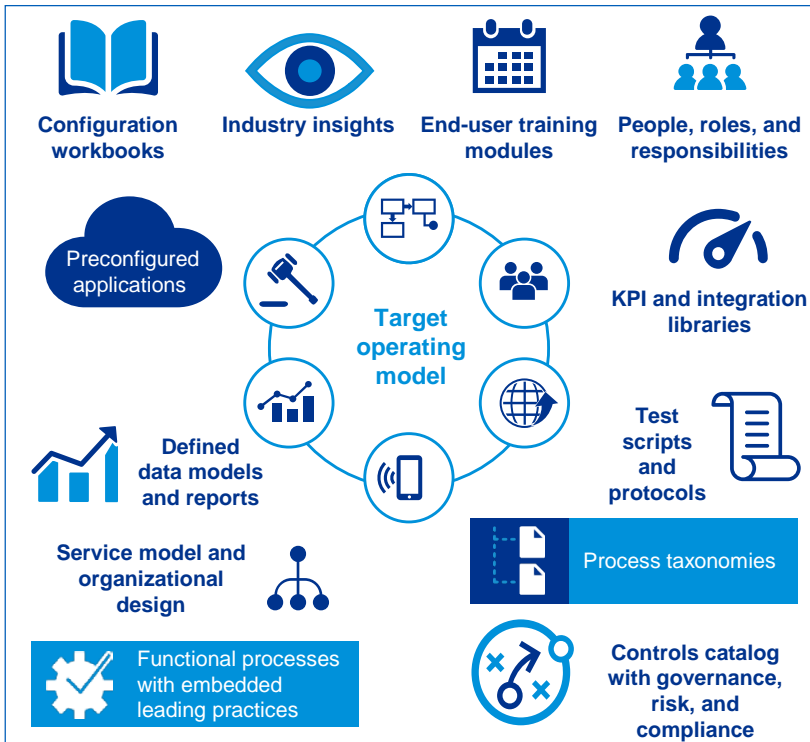 Configuration
workbooks
Industry insights
End-user training
modules
People, roles, and
responsibilities
Preconfigured
applications
KPI and integration
libraries
Target
operating
model
Defined
data models
and reports
Test
scripts
and
protocols
Service model and
organizational
design
Process taxonomies
Functional processes
with embedded
leading practices
Controls catalog
with governance,
risk, and
compliance